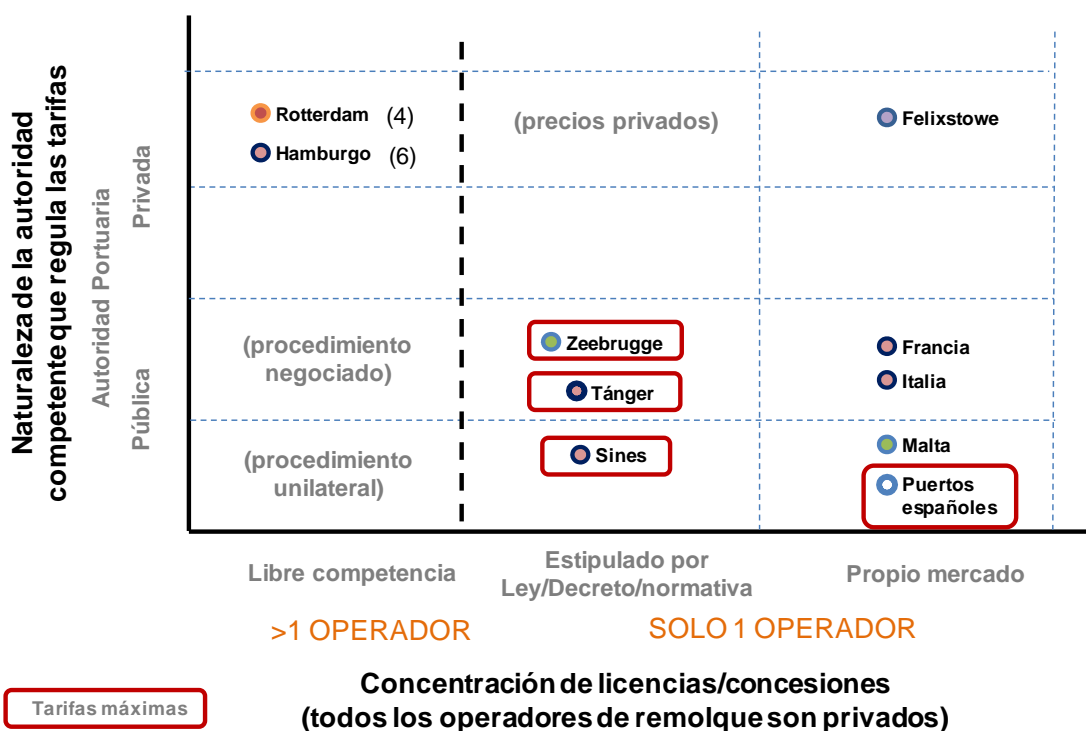 Naturaleza de la autoridad
competente que regula las tarifas
Autoridad Portuaria
Privada
Pública
Rotterdam (4)
Hamburgo (6)
(precios privados)
Felixstowe
(procedimiento
negociado)
Zeebrugge
Tánger
Francia
Italia
(procedimiento
unilateral)
Sines
Malta
Puertos
españoles
Libre competencia
Estipulado por
Ley/Decreto/normativa
Propio mercado
>1 OPERADOR
SOLO 1 OPERADOR
Concentración de licencias/concesiones
(todos los operadores de remolque son privados)
Tarifas máximas